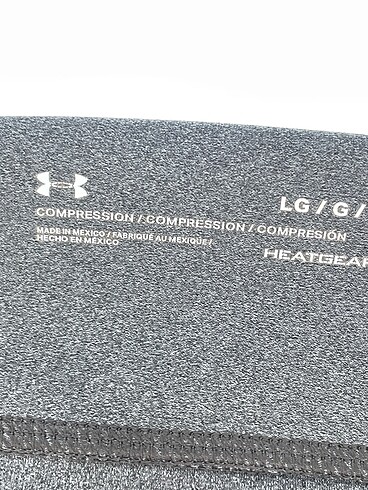 LG / G /
COMPRESSION / COMPRESSION / COMPRESIÓN
MADE IN MEXICO / FABRIQUÉ AU MEXIQUE /
HECHO EN MÉXICO
HEATGEAR